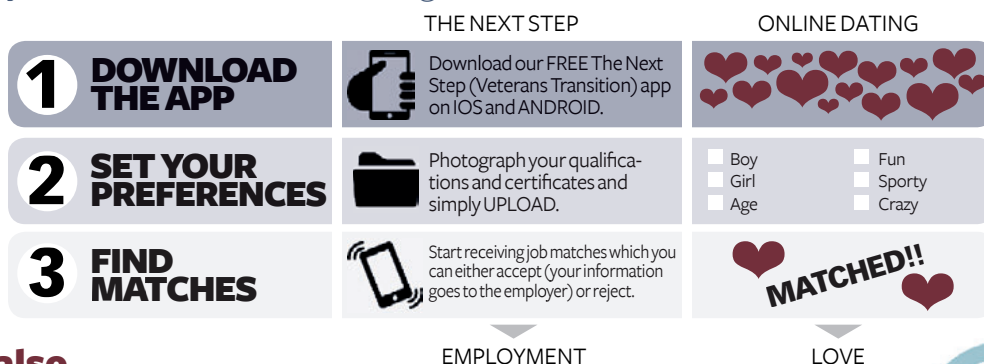 THE NEXT STEP
ONLINE DATING
1
DOWNLOAD
THE APP
Download our FREE The Next
Step (Veterans Transition) app
on IOS and ANDROID.
2
SET YOUR
PREFERENCES
Photograph your qualifica-
tions and certificates and
simply UPLOAD.
Boy
Girl
Age
Fun
Sporty
Crazy
3
FIND
MATCHES
Start receiving job matches which you
can either accept (your information
goes to the employer) or reject.
MATCHED!!
EMPLOYMENT
LOVE
also